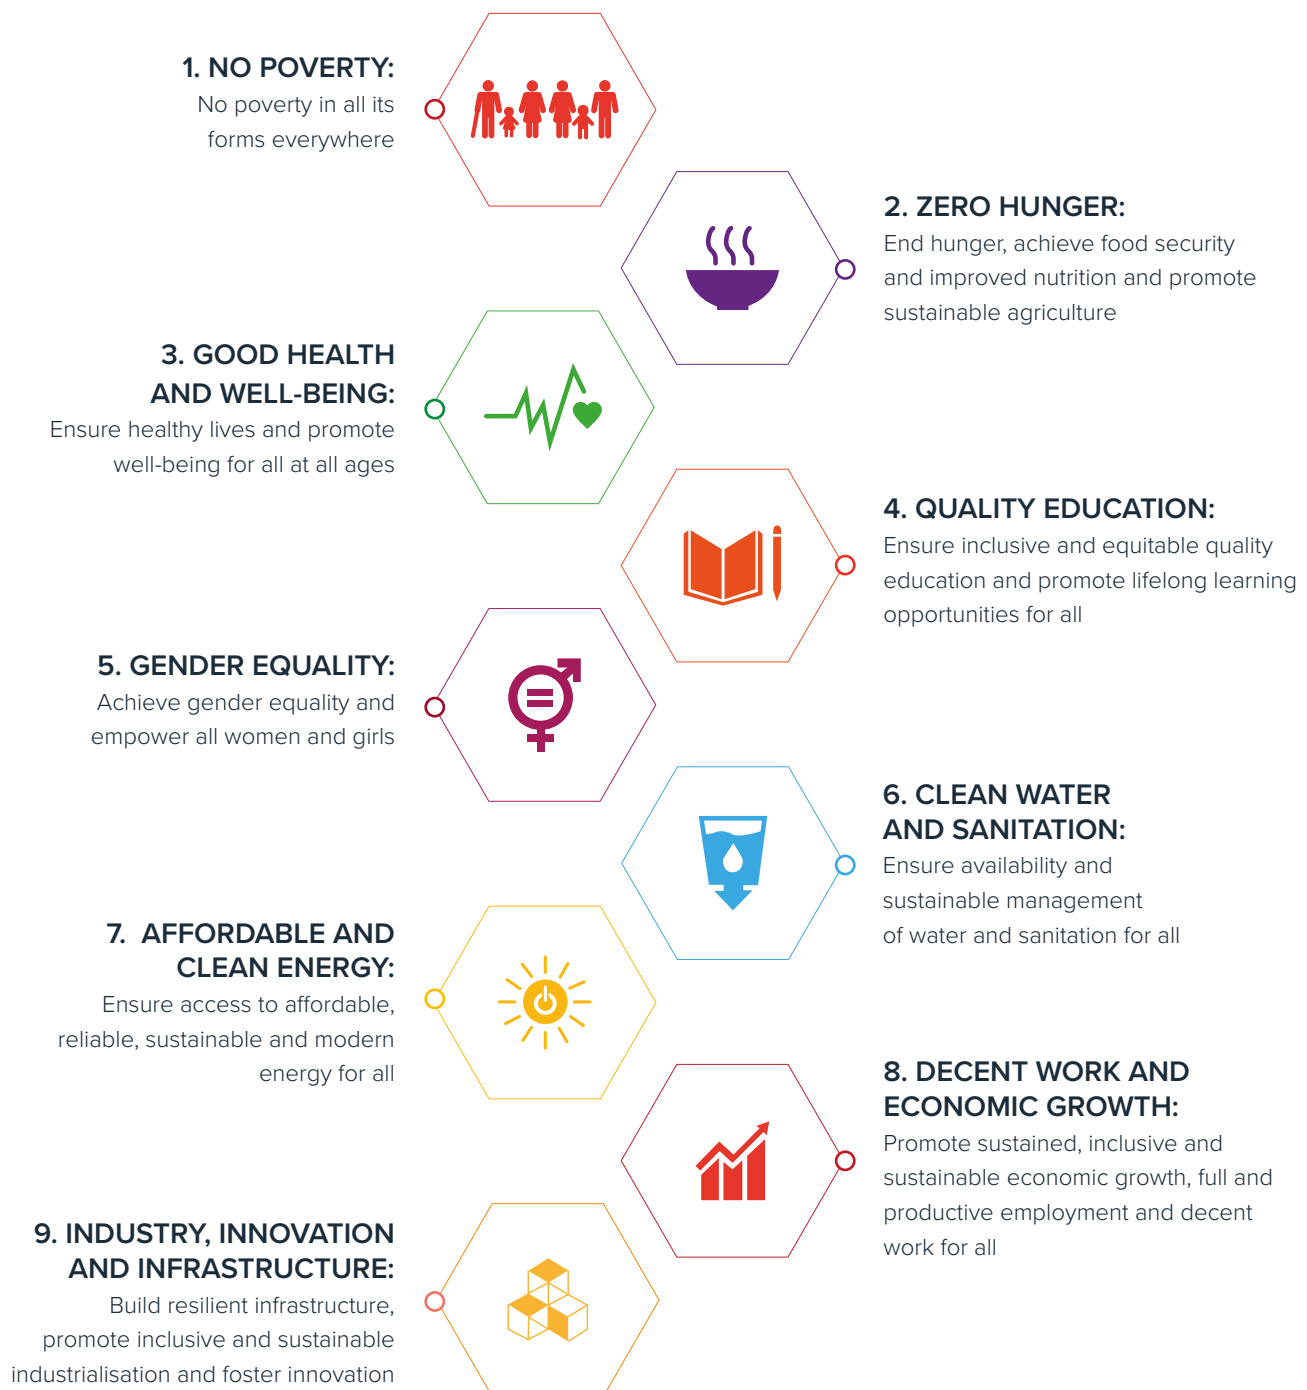 1. NO POVERTY:
No poverty in all its
forms everywhere
2. ZERO HUNGER:
End hunger, achieve food security
and improved nutrition and promote
sustainable agriculture
3. GOOD HEALTH
AND WELL-BEING:
Ensure healthy lives and promote
well-being for all at all ages
4. QUALITY EDUCATION:
Ensure inclusive and equitable quality
education and promote lifelong learning
opportunities for all
5. GENDER EQUALITY:
Achieve gender equality and
empower all women and girls
6. CLEAN WATER
AND SANITATION:
Ensure availability and
sustainable management
of water and sanitation for all
7. AFFORDABLE AND
CLEAN ENERGY:
Ensure access to affordable,
reliable, sustainable and modern
energy for all
8. DECENT WORK AND
ECONOMIC GROWTH:
Promote sustained, inclusive and
sustainable economic growth, full and
productive employment and decent
work for all
9. INDUSTRY, INNOVATION
AND INFRASTRUCTURE:
Build resilient infrastructure,
promote inclusive and sustainable
industrialisation and foster innovation